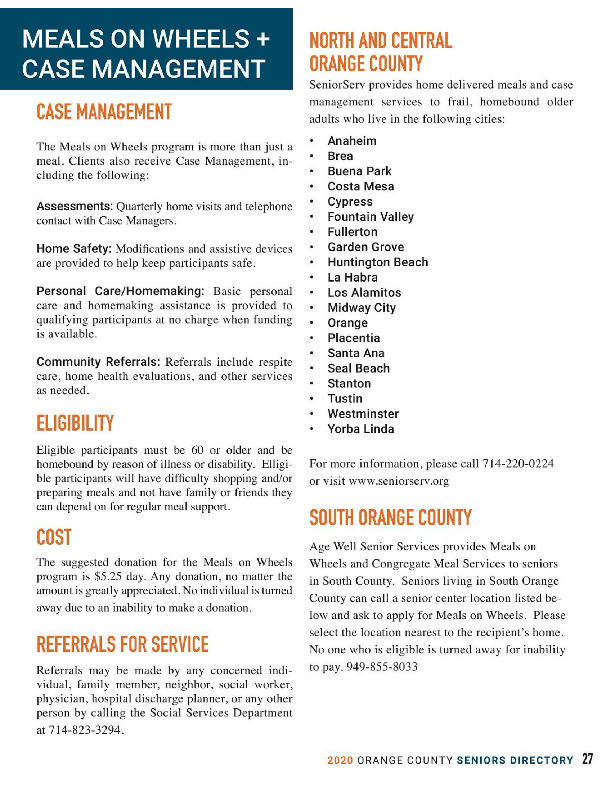 MEALS ON WHEELS +
CASE MANAGEMENT
CASE MANAGEMENT
The Meals on Wheels program is more than just a
meal. Clients also receive Case Management, in-
cluding the following:
Assessments: Quarterly home visits and telephone
contact with Case Managers.
Home Safety: Modifications and assistive devices
are provided to help keep participants safe.
Personal Care/Homemaking: Basic personal
care and homemaking assistance is provided to
qualifying participants at no charge when funding
is available.
Community Referrals: Referrals include respite
care, home health evaluations, and other services
as needed.
ELIGIBILITY
Eligible participants must be 60 or older and be
homebound by reason of illness or disability. Elligi-
ble participants will have difficulty shopping and/or
preparing meals and not have family or friends they
can depend on for regular meal support.
COST
The suggested donation for the Meals on Wheels
program is $5.25 day. Any donation, no matter the
amount is greatly appreciated. No individual is turned
away due to an inability to make a donation.
REFERRALS FOR SERVICE
Referrals may be made by any concerned indi-
vidual, family member, neighbor, social worker,
physician, hospital discharge planner, or any other
person by calling the Social Services Department
at 714-823-3294.
NORTH AND CENTRAL
ORANGE COUNTY
SeniorServ provides home delivered meals and case
management services to frail, homebound older
adults who live in the following cities:
• Anaheim
• Brea
• Buena Park
• Costa Mesa
• Cypress
• Fountain Valley
• Fullerton
• Garden Grove
• Huntington Beach
• La Habra
• Los Alamitos
• Midway City
• Orange
• Placentia
• Santa Ana
• Seal Beach
• Stanton
• Tustin
• Westminster
• Yorba Linda
For more information, please call 714-220-0224
or visit www.seniorserv.org
SOUTH ORANGE COUNTY
Age Well Senior Services provides Meals on
Wheels and Congregate Meal Services to seniors
in South County. Seniors living in South Orange
County can call a senior center location listed be-
low and ask to apply for Meals on Wheels. Please
select the location nearest to the recipient's home.
No one who is eligible is turned away for inability
to pay. 949-855-8033
2020 ORANGE COUNTY SENIORS DIRECTORY 27